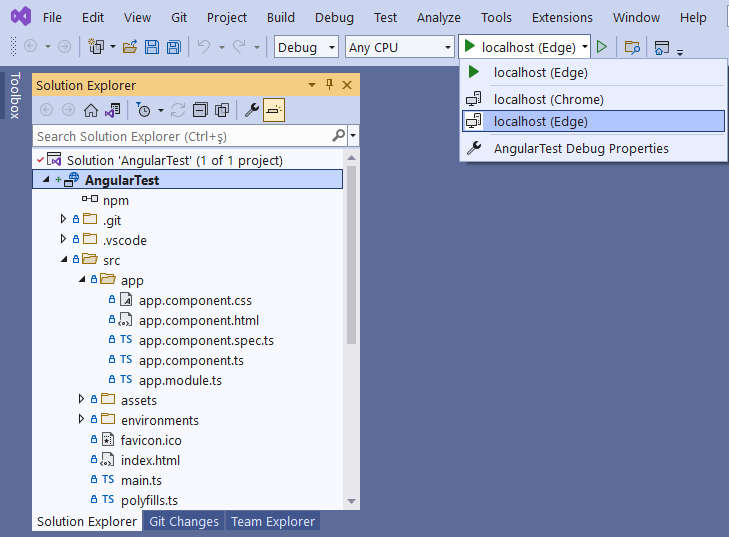 File Edit View Git Project Build Debug Test Analyze Tools Extensions Window Help
Debug Any CPU localhost (Edge)
localhost (Edge)
localhost (Chrome)
localhost (Edge)
AngularTest Debug Properties
Toolbox
Solution Explorer
Search Solution Explorer (Ctrl+ş)
Solution 'AngularTest' (1 of 1 project)
AngularTest
npm
.git
.vscode
src
app
app.component.css
app.component.html
TS app.component.spec.ts
TS app.component.ts
TS app.module.ts
assets
environments
favicon.ico
index.html
TS main.ts
TS polyfills.ts
Solution Explorer Git Changes Team Explorer